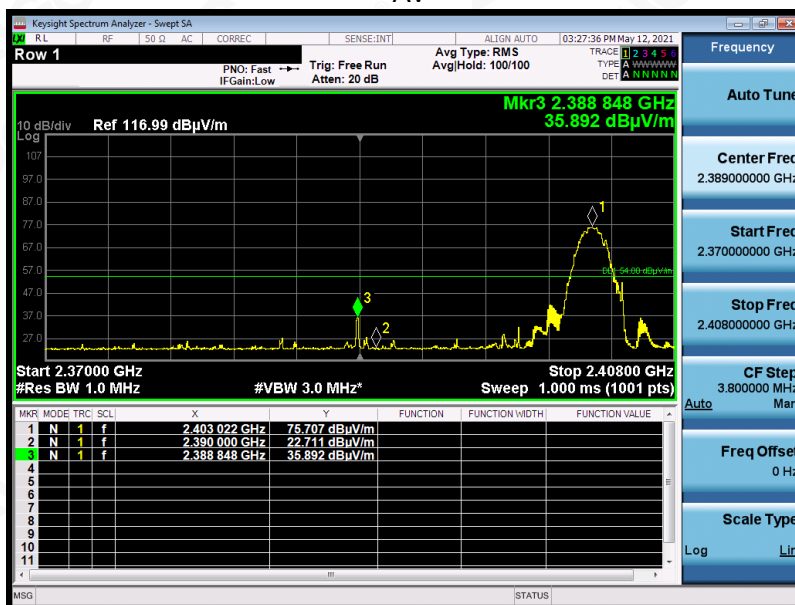 AV
Keysight Spectrum Analyzer - Swept SA
RL RF 50 Ω AC CORREC SENSE:INT ALIGN AUTO 03:27:36 PM May 12, 2021
Row 1
PNO: Fast
IFGain:Low
Trig: Free Run
Atten: 20 dB
Avg Type: RMS
Avg|Hold: 100/100
TRACE 1 2 3 4 5 6
TYPE A WWWWW
DET A N N N N N
Mkr3 2.388 848 GHz
35.892 dBµV/m
10 dB/div Ref 116.99 dBµV/m
Log
107
97.0
87.0
77.0
67.0
57.0
47.0
37.0
27.0
1
2
3
DL1 54.00 dBµV/m
Start 2.37000 GHz Stop 2.40800 GHz
#Res BW 1.0 MHz #VBW 3.0 MHz* Sweep 1.000 ms (1001 pts)
MKR MODE TRC SCL X Y FUNCTION FUNCTION WIDTH FUNCTION VALUE
1 N 1 f 2.403 022 GHz 75.707 dBµV/m
2 N 1 f 2.390 000 GHz 22.711 dBµV/m
3 N 1 f 2.388 848 GHz 35.892 dBµV/m
4
5
6
7
8
9
10
11
MSG STATUS
Frequency
Auto Tune
Center Freq
2.389000000 GHz
Start Freq
2.370000000 GHz
Stop Freq
2.408000000 GHz
CF Step
3.800000 MHz
Auto Man
Freq Offset
0 Hz
Scale Type
Log Lin